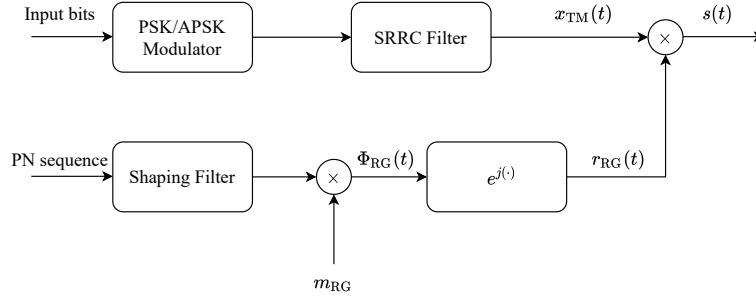 Input bits
PSK/APSK
Modulator
SRRC Filter
x_TM(t)
×
s(t)
PN sequence
Shaping Filter
×
Φ_RG(t)
e^{j(·)}
r_RG(t)
m_RG